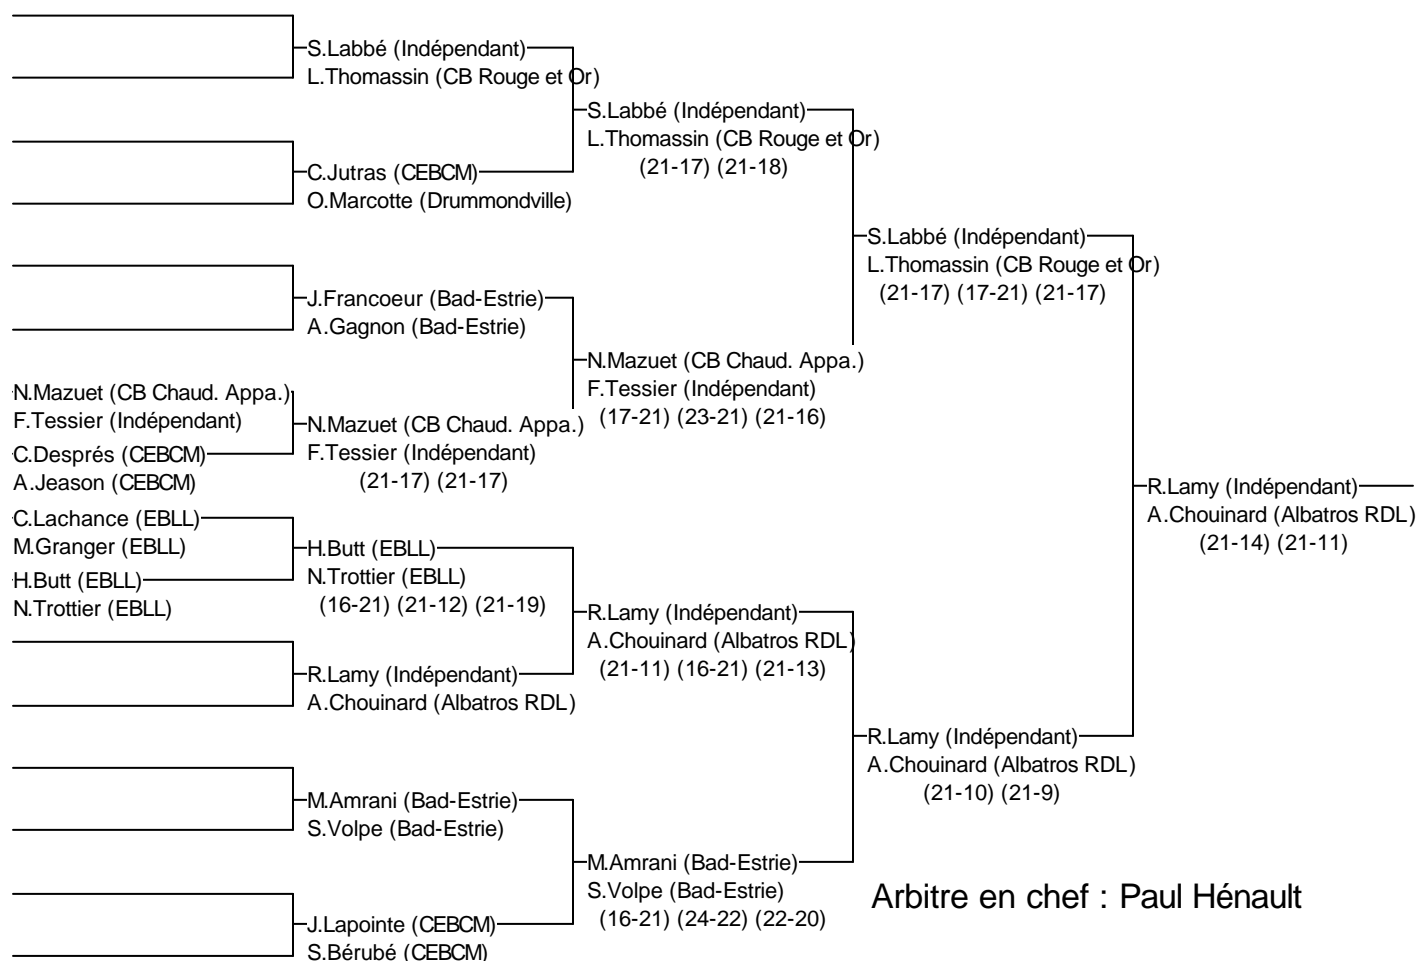 N.Mazuet (CB Chaud. Appa.)
F.Tessier (Indépendant)
C.Després (CEBCM)
A.Jeason (CEBCM)
C.Lachance (EBLL)
M.Granger (EBLL)
H.Butt (EBLL)
N.Trottier (EBLL)
S.Labbé (Indépendant)
L.Thomassin (CB Rouge et Or)
C.Jutras (CEBCM)
O.Marcotte (Drummondville)
J.Francoeur (Bad-Estrie)
A.Gagnon (Bad-Estrie)
N.Mazuet (CB Chaud. Appa.)
F.Tessier (Indépendant)
(21-17) (21-17)
H.Butt (EBLL)
N.Trottier (EBLL)
(16-21) (21-12) (21-19)
R.Lamy (Indépendant)
A.Chouinard (Albatros RDL)
M.Amrani (Bad-Estrie)
S.Volpe (Bad-Estrie)
J.Lapointe (CEBCM)
S.Bérubé (CEBCM)
S.Labbé (Indépendant)
L.Thomassin (CB Rouge et Or)
(21-17) (21-18)
N.Mazuet (CB Chaud. Appa.)
F.Tessier (Indépendant)
(17-21) (23-21) (21-16)
R.Lamy (Indépendant)
A.Chouinard (Albatros RDL)
(21-11) (16-21) (21-13)
M.Amrani (Bad-Estrie)
S.Volpe (Bad-Estrie)
(16-21) (24-22) (22-20)
S.Labbé (Indépendant)
L.Thomassin (CB Rouge et Or)
(21-17) (17-21) (21-17)
R.Lamy (Indépendant)
A.Chouinard (Albatros RDL)
(21-10) (21-9)
R.Lamy (Indépendant)
A.Chouinard (Albatros RDL)
(21-14) (21-11)
Arbitre en chef : Paul Hénault